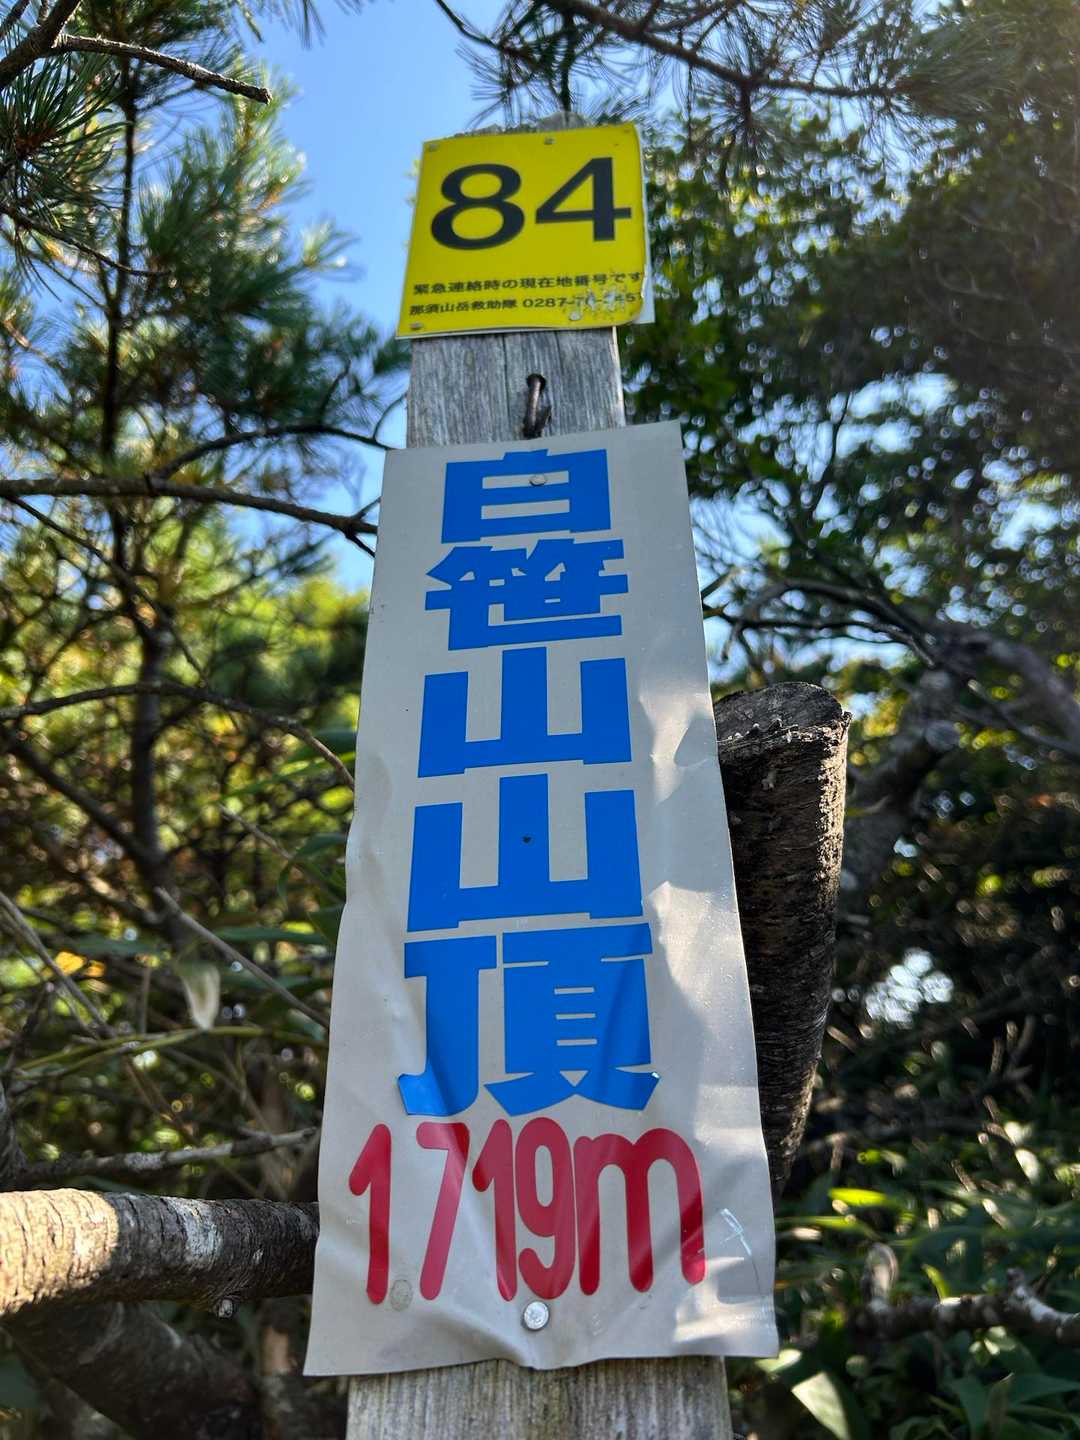 84
緊急連絡時の現在地番号です
那須山岳救助隊 0287-
白笹山山頂
1719m